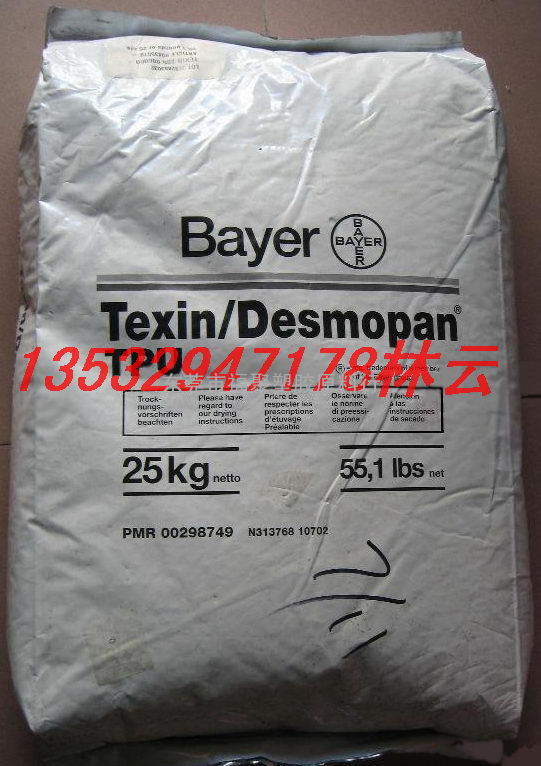 Bayer
BAYER
BAYER
Texin/Desmopan®
TPU
13532947178林云
Trock-
nungs-
vorschriften
beachten
Please have
regard to
our drying
instructions
Prière de
respecter les
prescriptions
d'étuvage
Préalable
Osservare
le norme
di preessi-
cazione
Atención
a las
instrucciones
de secado
25kg netto
55,1 lbs net
PMR 00298749
N313768 10702